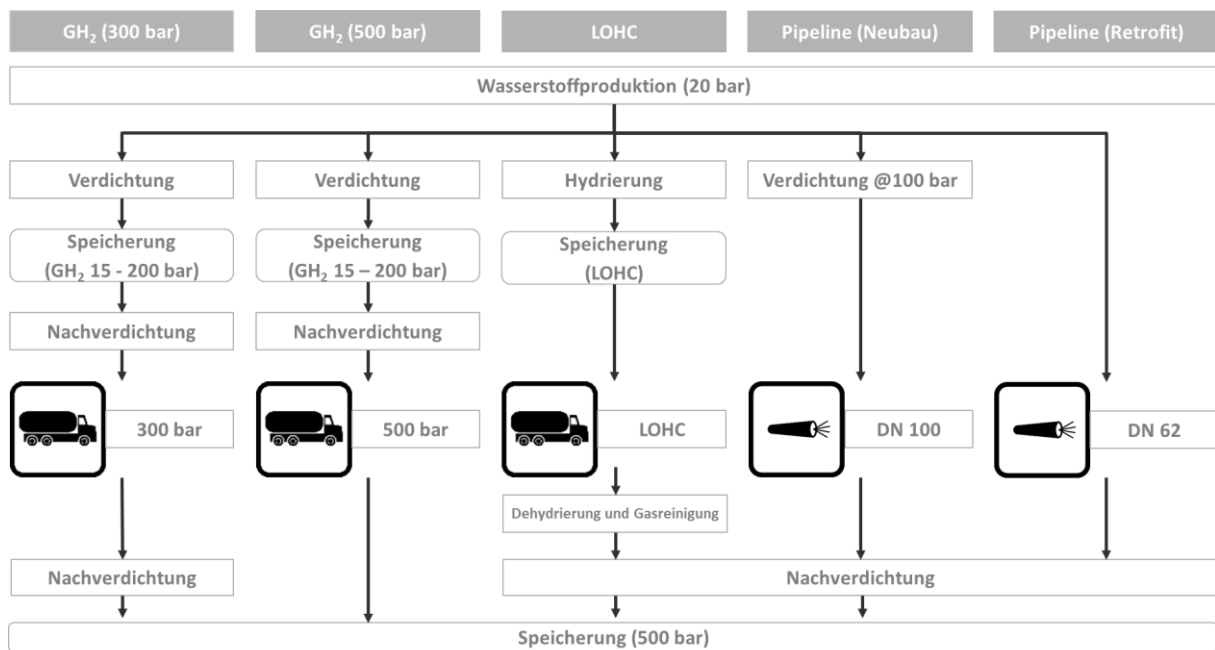 GH₂ (300 bar)
GH₂ (500 bar)
LOHC
Pipeline (Neubau)
Pipeline (Retrofit)
Wasserstoffproduktion (20 bar)
Verdichtung
Verdichtung
Hydrierung
Verdichtung @100 bar
Speicherung
(GH₂ 15 - 200 bar)
Speicherung
(GH₂ 15 – 200 bar)
Speicherung
(LOHC)
Nachverdichtung
Nachverdichtung
300 bar
500 bar
LOHC
DN 100
DN 62
Dehydrierung und Gasreinigung
Nachverdichtung
Nachverdichtung
Speicherung (500 bar)